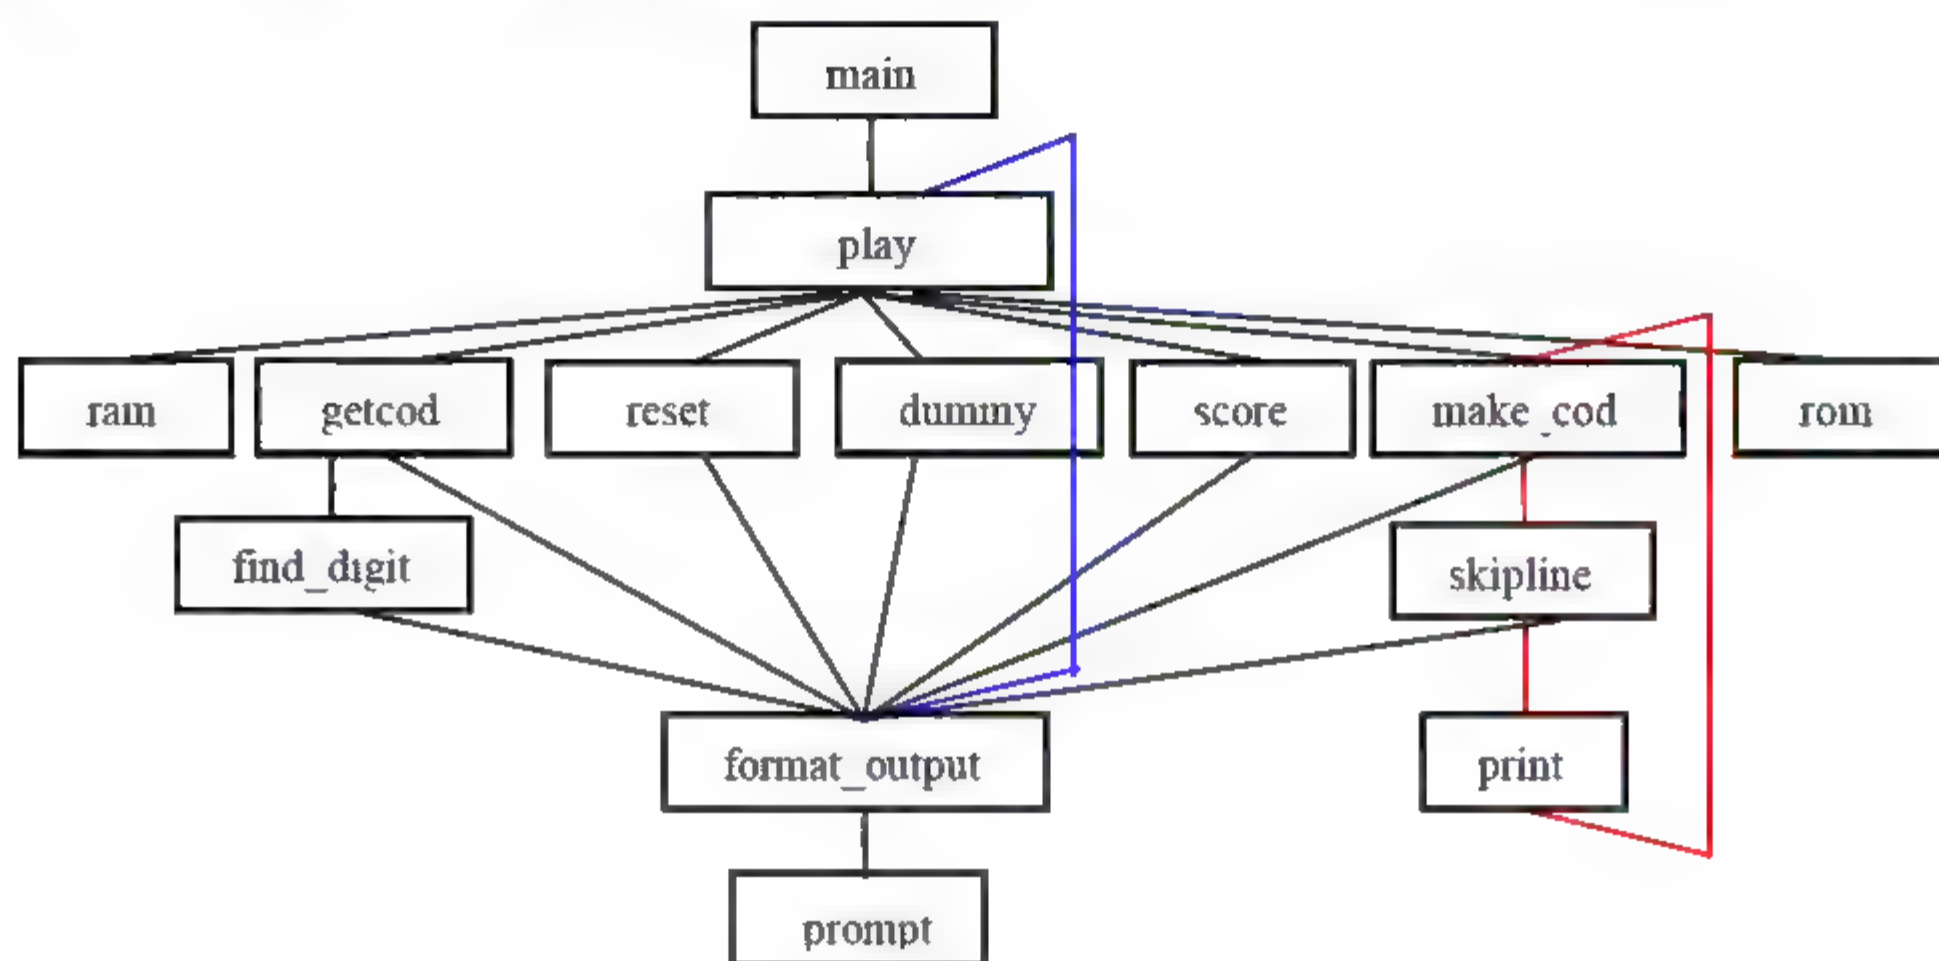 main
play
ram
getcod
reset
dummy
score
make_cod
rom
find_digit
skipline
format_output
print
prompt